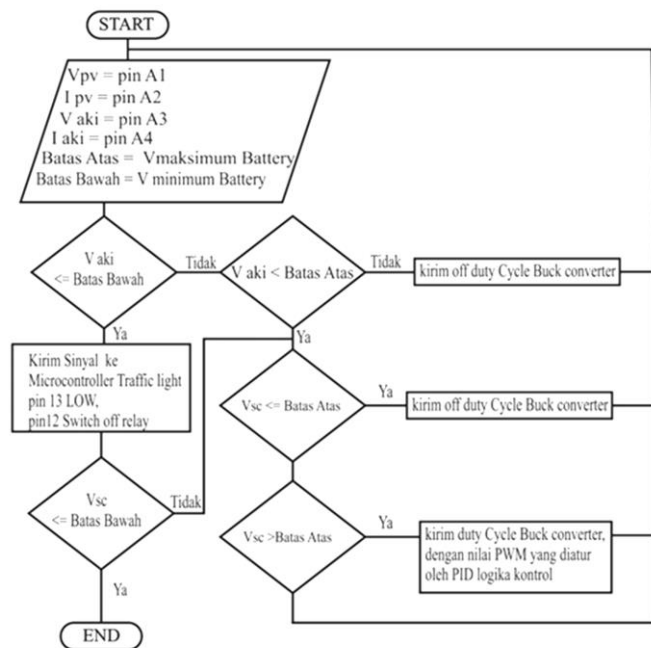 START
Vpv = pin A1
I pv = pin A2
V aki = pin A3
I aki = pin A4
Batas Atas = Vmaksimum Battery
Batas Bawah = V minimum Battery
V aki
<= Batas Bawah
Tidak
V aki < Batas Atas
Tidak
kirim off duty Cycle Buck converter
Ya
Ya
Kirim Sinyal ke
Microcontroller Traffic light
pin 13 LOW,
pin12 Switch off relay
Vsc <= Batas Atas
Ya
kirim off duty Cycle Buck converter
Vsc
<= Batas Bawah
Tidak
Vsc >Batas Atas
Ya
kirim duty Cycle Buck converter,
dengan nilai PWM yang diatur
oleh PID logika kontrol
Ya
END